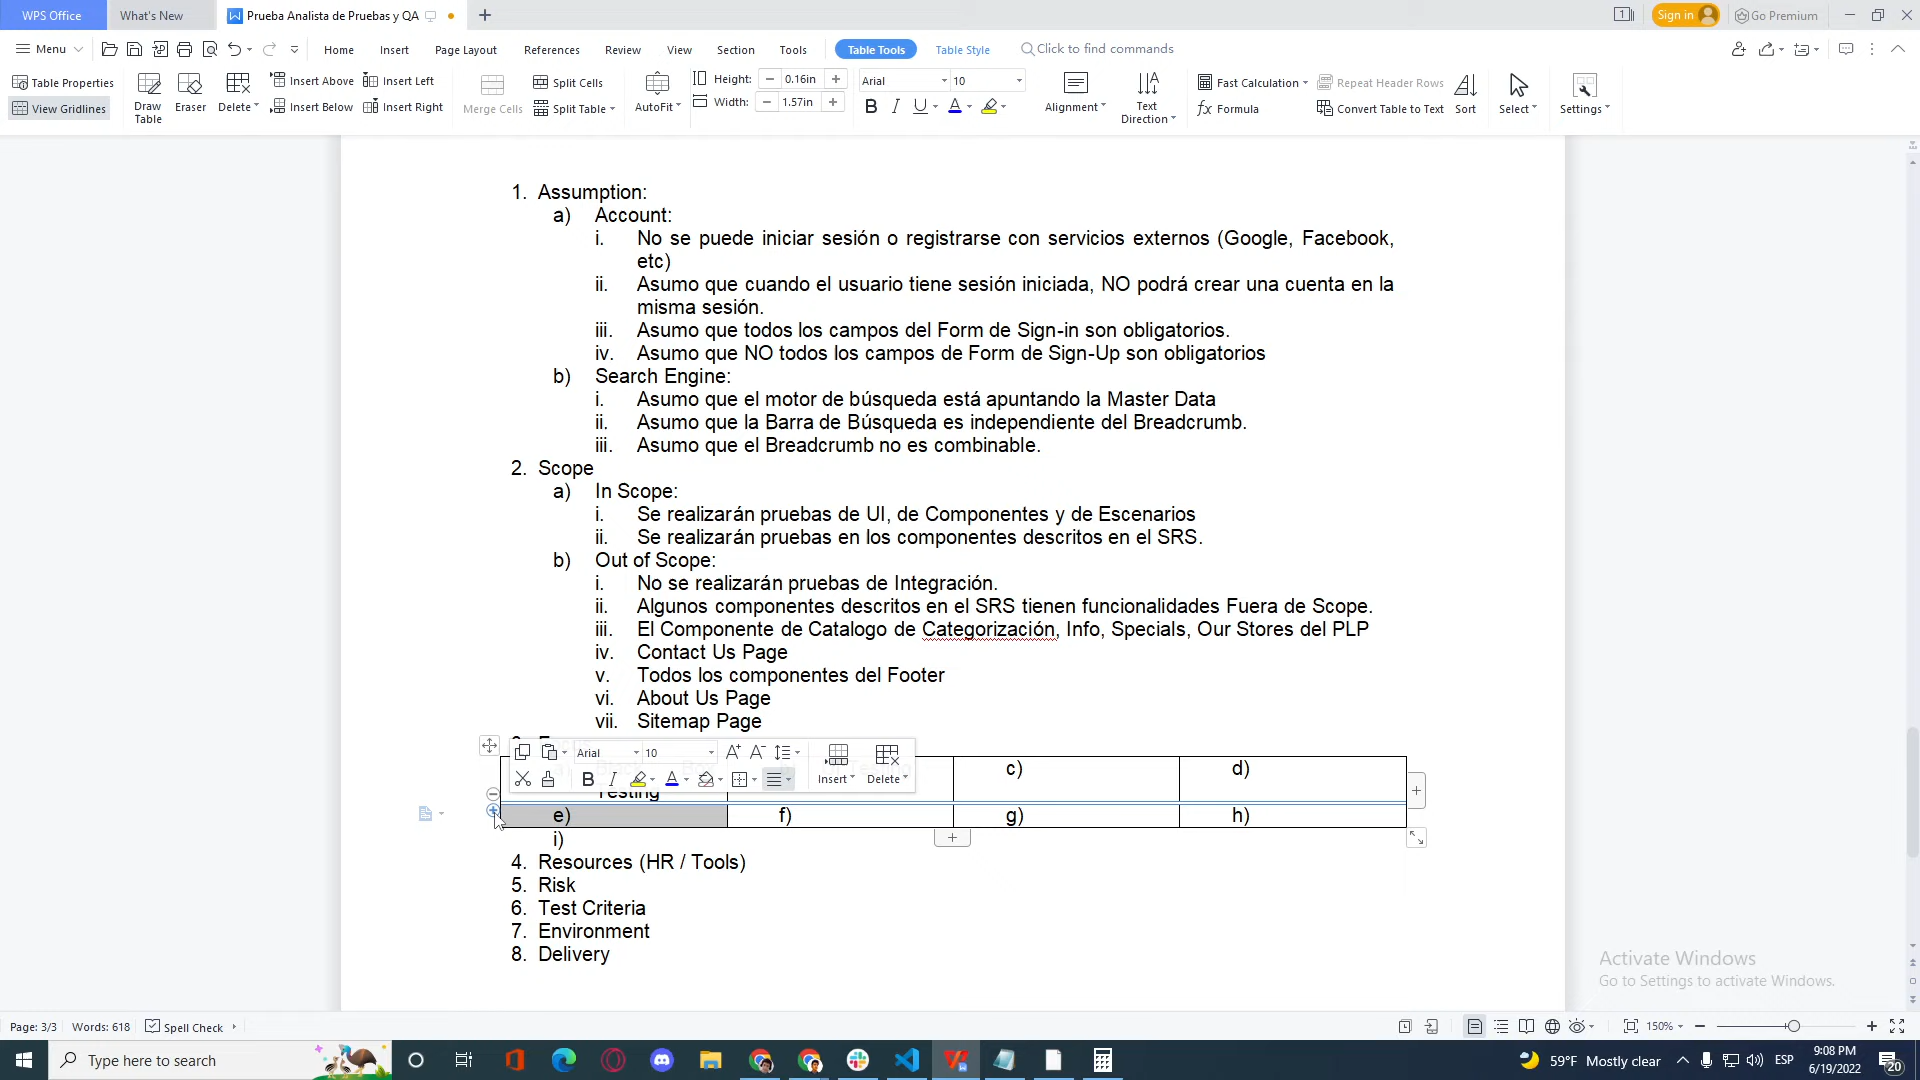 WPS Office What's New Prueba Analista de Pruebas y QA Sign in Go Premium
Menu Home Insert Page Layout References Review View Section Tools Table Tools Table Style Click to find commands
Table Properties Insert Above Insert Left Split Cells Height: 0.16in Arial 10 Fast Calculation Repeat Header Rows
View Gridlines Draw Table Eraser Delete Insert Below Insert Right Merge Cells Split Table AutoFit Width: 1.57in B I U A Alignment Text Direction Formula Convert Table to Text Sort Select Settings
1. Assumption:
a) Account:
i. No se puede iniciar sesión o registrarse con servicios externos (Google, Facebook,
etc)
ii. Asumo que cuando el usuario tiene sesión iniciada, NO podrá crear una cuenta en la
misma sesión.
iii. Asumo que todos los campos del Form de Sign-in son obligatorios.
iv. Asumo que NO todos los campos de Form de Sign-Up son obligatorios
b) Search Engine:
i. Asumo que el motor de búsqueda está apuntando la Master Data
ii. Asumo que la Barra de Búsqueda es independiente del Breadcrumb.
iii. Asumo que el Breadcrumb no es combinable.
2. Scope
a) In Scope:
i. Se realizarán pruebas de UI, de Componentes y de Escenarios
ii. Se realizarán pruebas en los componentes descritos en el SRS.
b) Out of Scope:
i. No se realizarán pruebas de Integración.
ii. Algunos componentes descritos en el SRS tienen funcionalidades Fuera de Scope.
iii. El Componente de Catalogo de Categorización, Info, Specials, Our Stores del PLP
iv. Contact Us Page
v. Todos los componentes del Footer
vi. About Us Page
vii. Sitemap Page
Arial 10 A+ A-
B I A Insert Delete
c) d)
Testing
e) f) g) h)
i)
4. Resources (HR / Tools)
5. Risk
6. Test Criteria
7. Environment
8. Delivery
Activate Windows
Go to Settings to activate Windows.
Page: 3/3 Words: 618 Spell Check 150%
Type here to search 59°F Mostly clear ESP 9:08 PM
6/19/2022 20